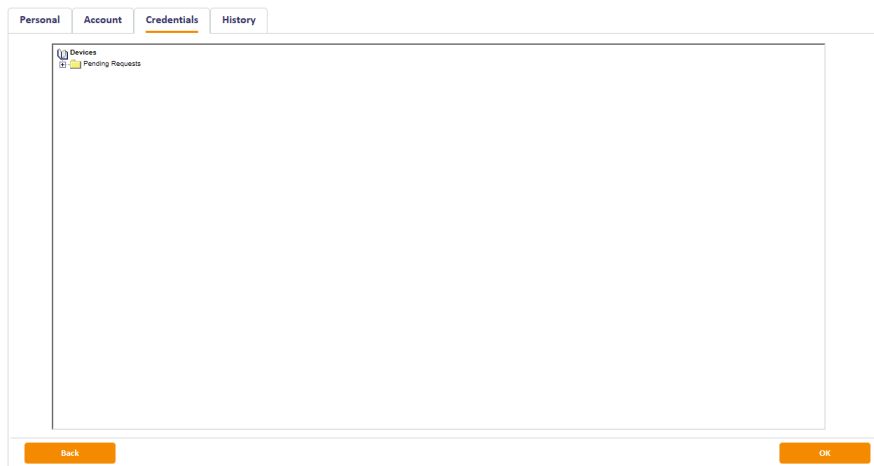 Personal Account Credentials History
Devices
Pending Requests
Back OK